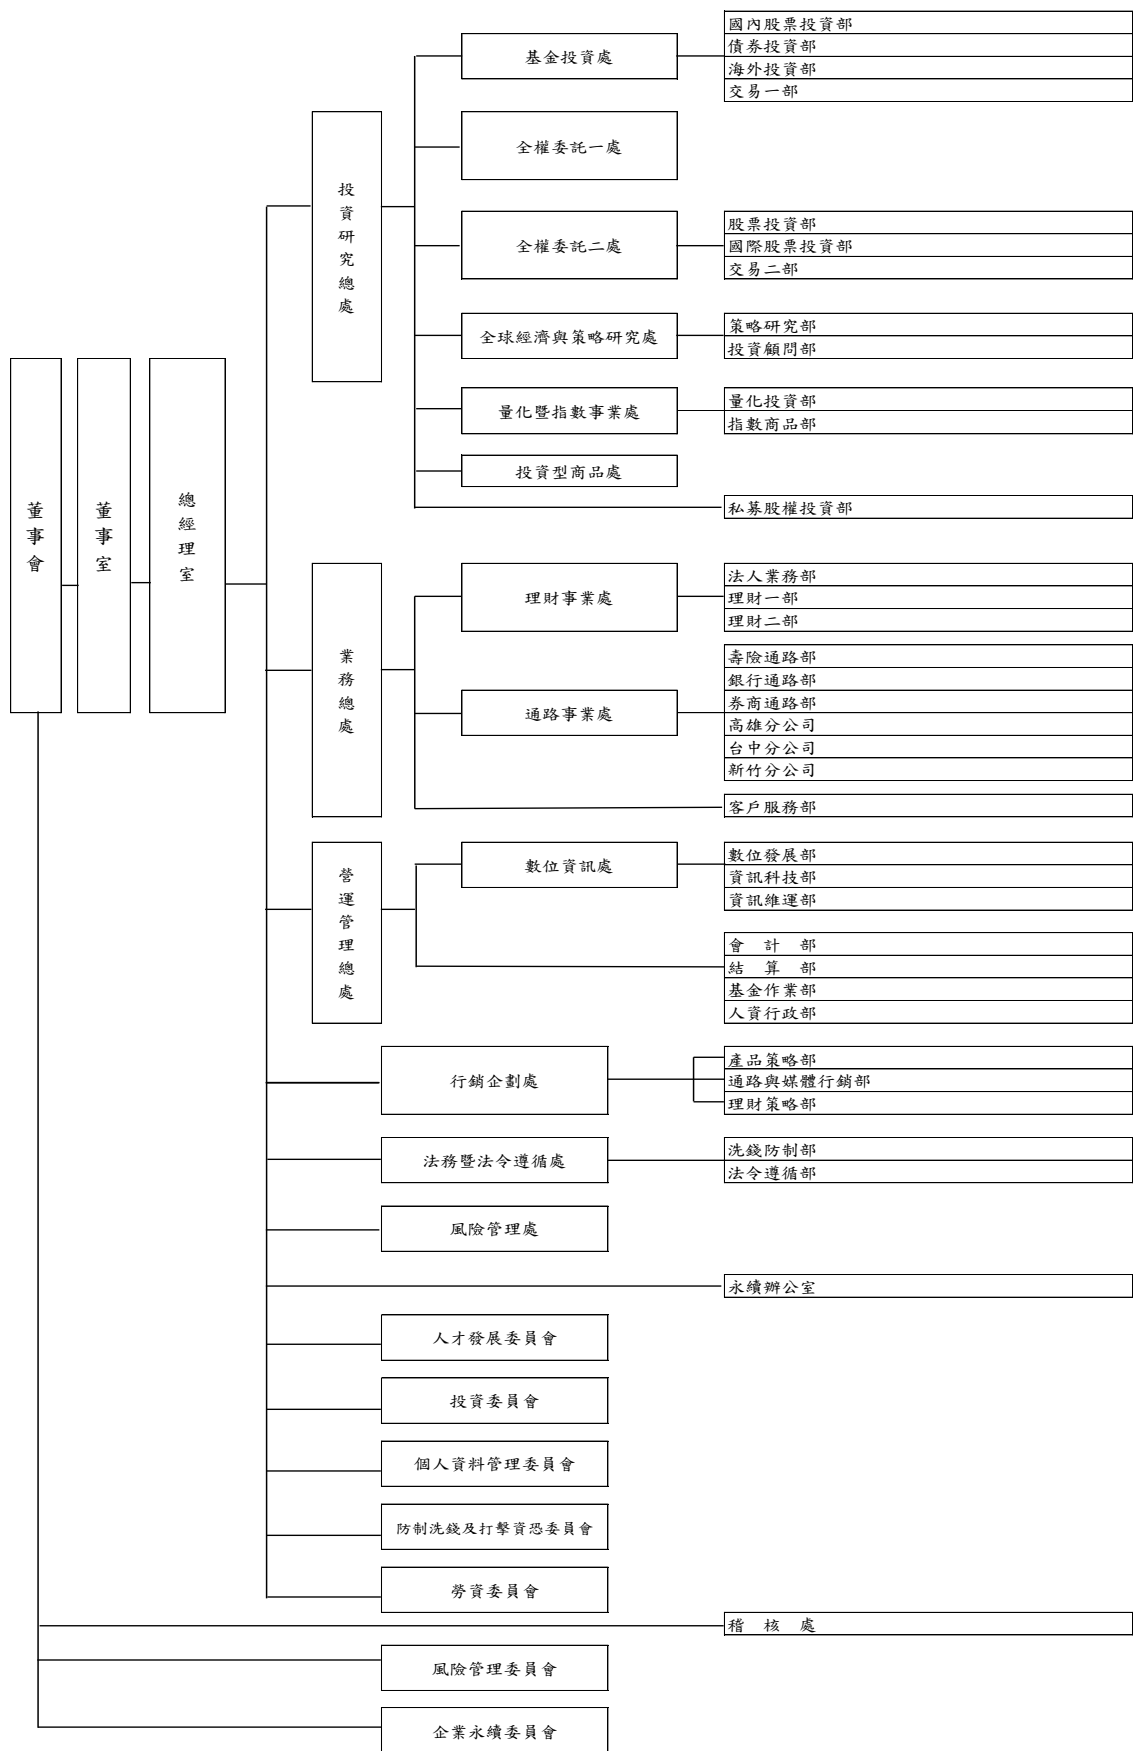 國內股票投資部
基金投資處
債券投資部
海外投資部
交易一部
全權委託一處
投資研究總處
全權委託二處
股票投資部
國際股票投資部
交易二部
全球經濟與策略研究處
策略研究部
投資顧問部
量化暨指數事業處
量化投資部
指數商品部
投資型商品處
私募股權投資部
董事會
董事室
總經理室
業務總處
理財事業處
法人業務部
理財一部
理財二部
通路事業處
壽險通路部
銀行通路部
券商通路部
高雄分公司
台中分公司
新竹分公司
客戶服務部
營運管理總處
數位資訊處
數位發展部
資訊科技部
資訊維運部
會 計 部
結 算 部
基金作業部
人資行政部
行銷企劃處
產品策略部
通路與媒體行銷部
理財策略部
法務暨法令遵循處
洗錢防制部
法令遵循部
風險管理處
永續辦公室
人才發展委員會
投資委員會
個人資料管理委員會
防制洗錢及打擊資恐委員會
勞資委員會
稽 核 處
風險管理委員會
企業永續委員會